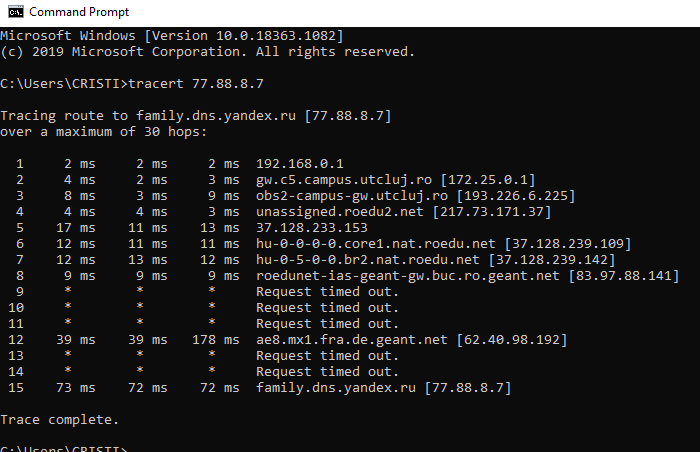 Command Prompt
Microsoft Windows [Version 10.0.18363.1082]
(c) 2019 Microsoft Corporation. All rights reserved.
C:\Users\CRISTI>tracert 77.88.8.7
Tracing route to family.dns.yandex.ru [77.88.8.7]
over a maximum of 30 hops:
1 2 ms 2 ms 2 ms 192.168.0.1
2 4 ms 2 ms 3 ms gw.c5.campus.utcluj.ro [172.25.0.1]
3 8 ms 3 ms 9 ms obs2-campus-gw.utcluj.ro [193.226.6.225]
4 4 ms 4 ms 3 ms unassigned.roedu2.net [217.73.171.37]
5 17 ms 11 ms 13 ms 37.128.233.153
6 12 ms 11 ms 11 ms hu-0-0-0-0.core1.nat.roedu.net [37.128.239.109]
7 12 ms 13 ms 12 ms hu-0-5-0-0.br2.nat.roedu.net [37.128.239.142]
8 9 ms 9 ms 9 ms roedunet-ias-geant-gw.buc.ro.geant.net [83.97.88.141]
9 * * * Request timed out.
10 * * * Request timed out.
11 * * * Request timed out.
12 39 ms 39 ms 178 ms ae8.mx1.fra.de.geant.net [62.40.98.192]
13 * * * Request timed out.
14 * * * Request timed out.
15 73 ms 72 ms 72 ms family.dns.yandex.ru [77.88.8.7]
Trace complete.
C:\Users\CRISTI>